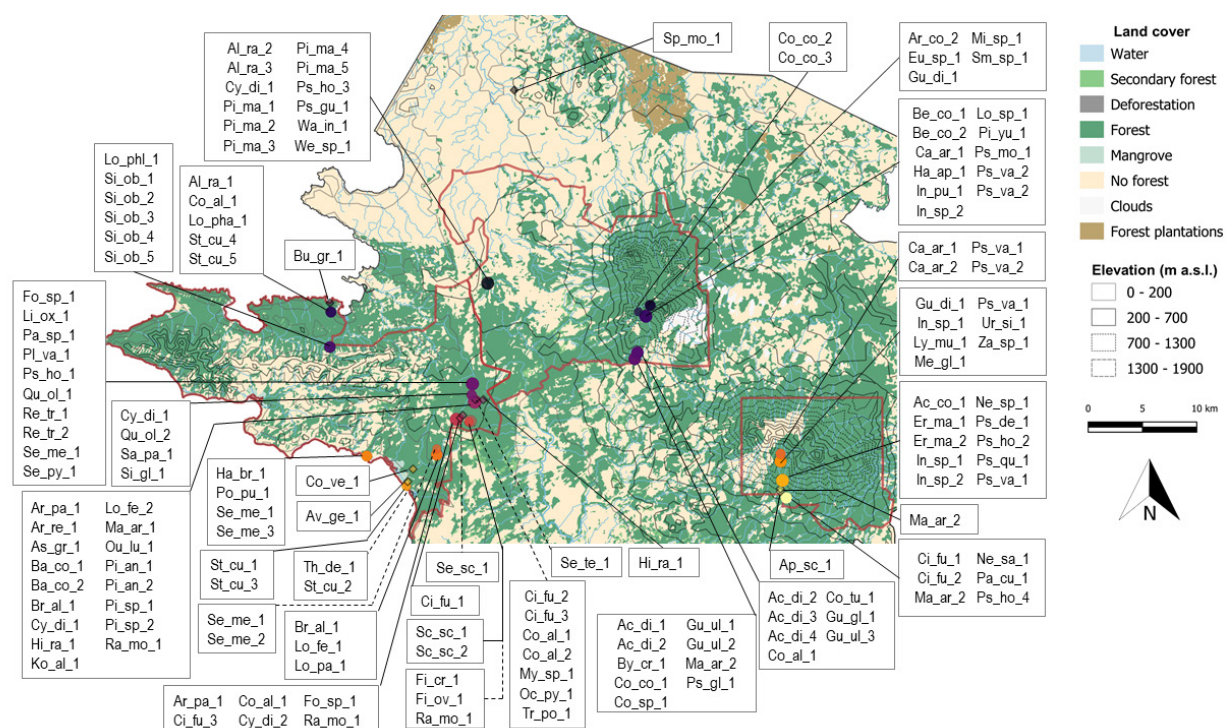 Al_ra_2 Pi_ma_4
Al_ra_3 Pi_ma_5
Cy_di_1 Ps_ho_3
Pi_ma_1 Ps_gu_1
Pi_ma_2 Wa_in_1
Pi_ma_3 We_sp_1
Sp_mo_1
Co_co_2
Co_co_3
Ar_co_2 Mi_sp_1
Eu_sp_1 Sm_sp_1
Gu_di_1
Be_co_1 Lo_sp_1
Be_co_2 Pi_yu_1
Ca_ar_1 Ps_mo_1
Ha_ap_1 Ps_va_2
In_pu_1 Ps_va_2
In_sp_2
Ca_ar_1 Ps_va_1
Ca_ar_2 Ps_va_2
Gu_di_1 Ps_va_1
In_sp_1 Ur_si_1
Ly_mu_1 Za_sp_1
Me_gl_1
Ac_co_1 Ne_sp_1
Er_ma_1 Ps_de_1
Er_ma_2 Ps_ho_2
In_sp_1 Ps_qu_1
In_sp_2 Ps_va_1
Ma_ar_2
Ci_fu_1 Ne_sa_1
Ci_fu_2 Pa_cu_1
Ma_ar_2 Ps_ho_4
Lo_phl_1
Si_ob_1
Si_ob_2
Si_ob_3
Si_ob_4
Si_ob_5
Al_ra_1
Co_al_1
Lo_pha_1
St_cu_4
St_cu_5
Bu_gr_1
Fo_sp_1
Li_ox_1
Pa_sp_1
Pl_va_1
Ps_ho_1
Qu_ol_1
Re_tr_1
Re_tr_2
Se_me_1
Se_py_1
Cy_di_1
Qu_ol_2
Sa_pa_1
Si_gl_1
Ar_pa_1 Lo_fe_2
Ar_re_1 Ma_ar_1
As_gr_1 Ou_lu_1
Ba_co_1 Pi_an_1
Ba_co_2 Pi_an_2
Br_al_1 Pi_sp_1
Cy_di_1 Pi_sp_2
Hi_ra_1 Ra_mo_1
Ko_al_1
Ha_br_1
Po_pu_1
Se_me_1
Se_me_3
Co_ve_1
Av_ge_1
St_cu_1
St_cu_3
Th_de_1
St_cu_2
Se_me_1
Se_me_2
Br_al_1
Lo_fe_1
Lo_pa_1
Ar_pa_1 Co_al_1 Fo_sp_1
Ci_fu_3 Cy_di_2 Ra_mo_1
Se_sc_1
Ci_fu_1
Sc_sc_1
Sc_sc_2
Fi_cr_1
Fi_ov_1
Ra_mo_1
Se_te_1
Ci_fu_2
Ci_fu_3
Co_al_1
Co_al_2
My_sp_1
Oc_py_1
Tr_po_1
Hi_ra_1
Ac_di_1 Gu_ul_1
Ac_di_2 Gu_ul_2
By_cr_1 Ma_ar_2
Co_co_1 Ps_gl_1
Co_sp_1
Ap_sc_1
Ac_di_2 Co_tu_1
Ac_di_3 Gu_gl_1
Ac_di_4 Gu_ul_3
Co_al_1
Land cover
Water
Secondary forest
Deforestation
Forest
Mangrove
No forest
Clouds
Forest plantations
Elevation (m a.s.l.)
0 - 200
200 - 700
700 - 1300
1300 - 1900
0 5 10 km
N